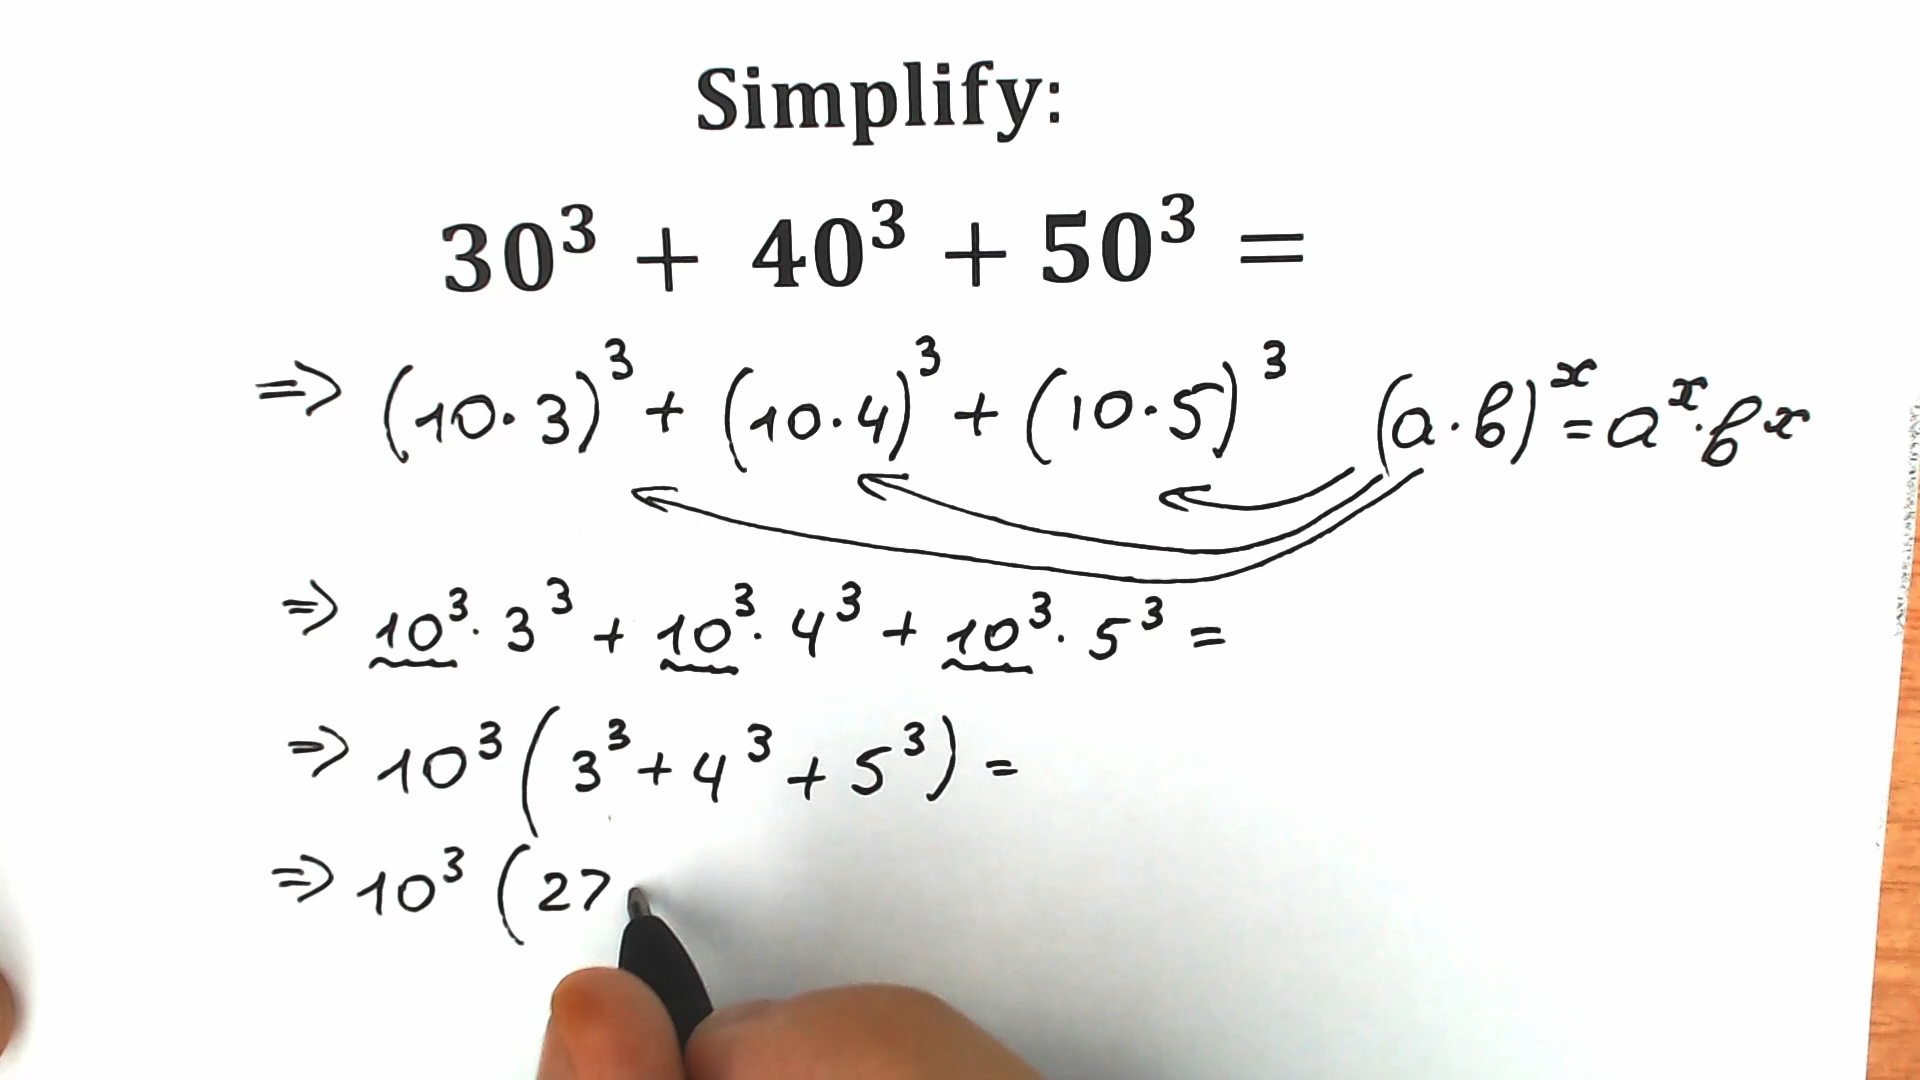 Simplify:
30³ + 40³ + 50³ =
=> (10·3)³ + (10·4)³ + (10·5)³ (a·b)ˣ = aˣ·bˣ
=> 10³·3³ + 10³·4³ + 10³·5³ =
=> 10³(3³+4³+5³) =
=> 10³ (27